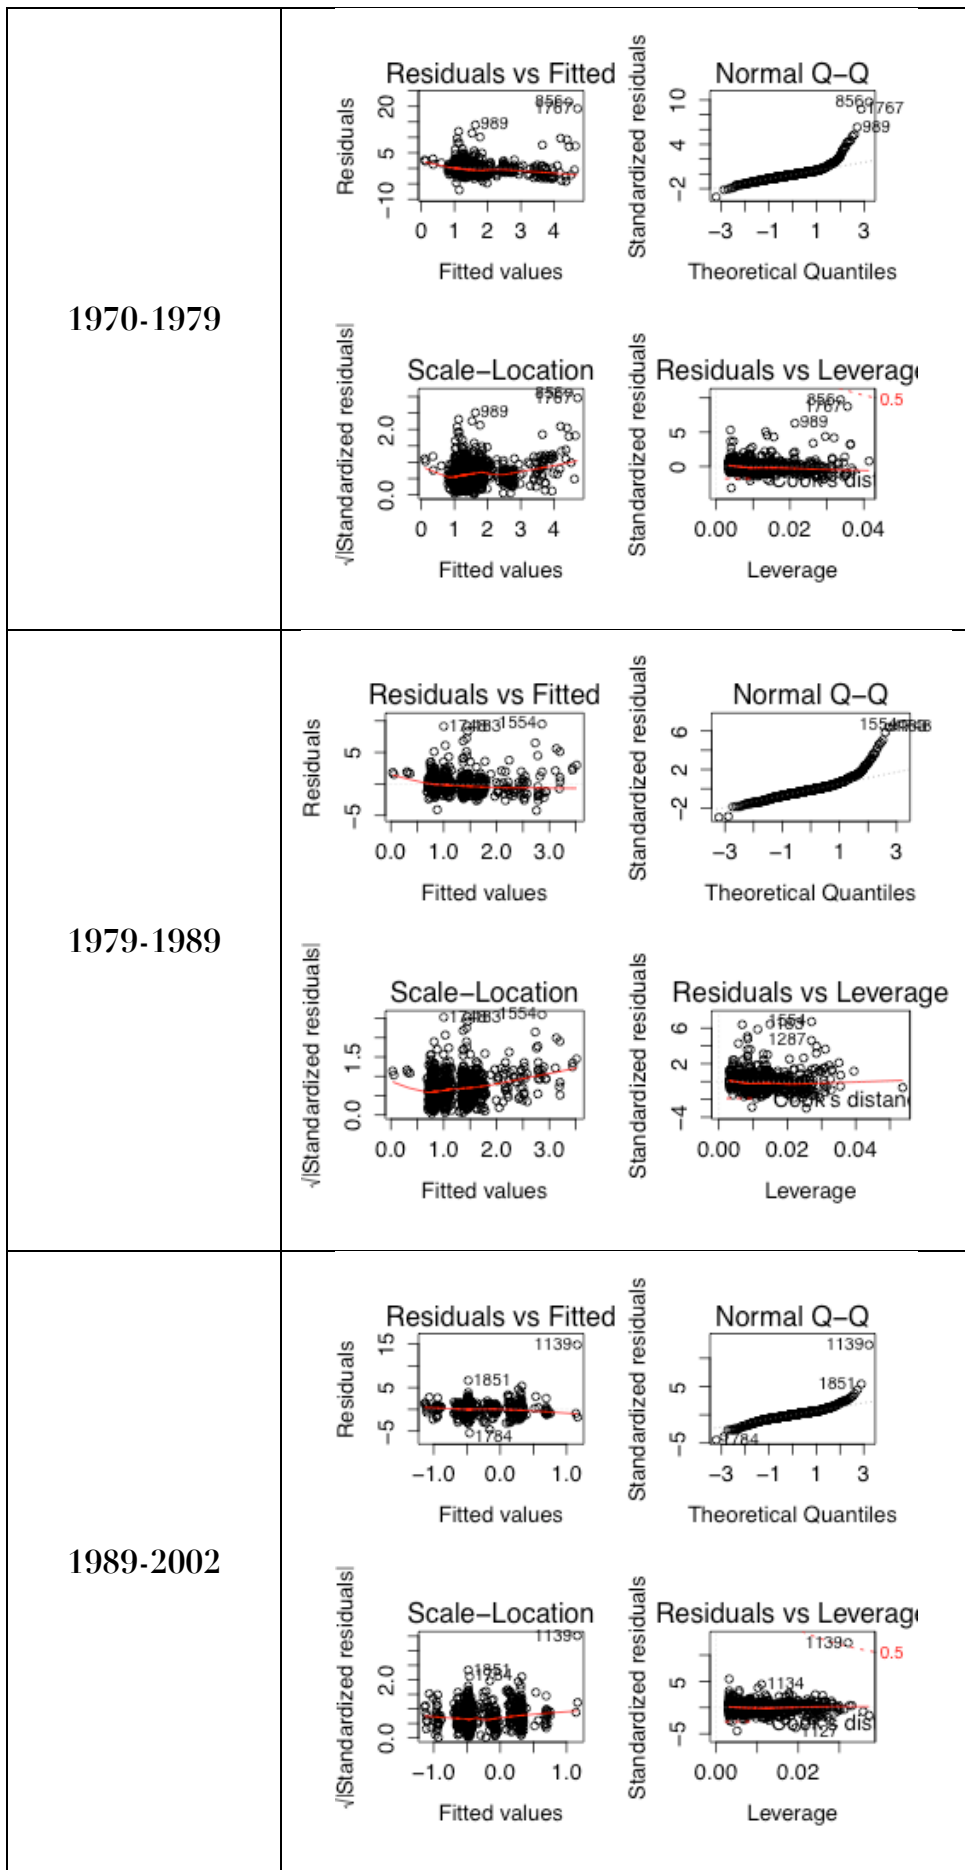 1970-1979
Residuals vs Fitted
Residuals
20
5
−10
856
1767
989
0 1 2 3 4
Fitted values
Normal Q−Q
Standardized residuals
10
4
−2
856
1767
989
−3 −1 1 3
Theoretical Quantiles
Scale−Location
√|Standardized residuals|
2.0
0.0
856
1767
989
0 1 2 3 4
Fitted values
Residuals vs Leverage
Standardized residuals
5
0
856
1767
989
0.5
Cook's dist
0.00 0.02 0.04
Leverage
1979-1989
Residuals vs Fitted
Residuals
5
−5
1554
0.0 1.0 2.0 3.0
Fitted values
Normal Q−Q
Standardized residuals
6
2
−2
1554
−3 −1 1 3
Theoretical Quantiles
Scale−Location
√|Standardized residuals|
1.5
0.0
1554
0.0 1.0 2.0 3.0
Fitted values
Residuals vs Leverage
Standardized residuals
6
2
−4
1554
1287
Cook's distan
0.00 0.02 0.04
Leverage
1989-2002
Residuals vs Fitted
Residuals
15
5
−5
1139
1851
1784
−1.0 0.0 1.0
Fitted values
Normal Q−Q
Standardized residuals
5
−5
1139
1851
1784
−3 −1 1 3
Theoretical Quantiles
Scale−Location
√|Standardized residuals|
2.0
0.0
1139
1851
1784
−1.0 0.0 1.0
Fitted values
Residuals vs Leverage
Standardized residuals
5
−5
1139
1134
1127
0.5
Cook's dist
0.00 0.02
Leverage